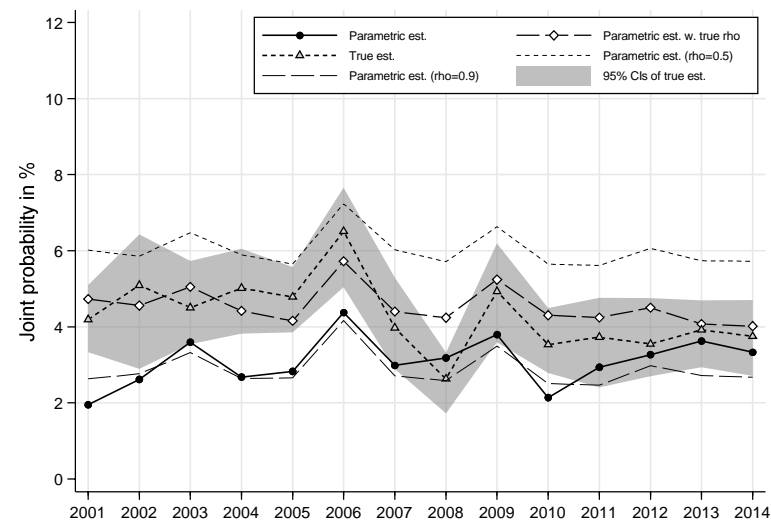 12
10
8
6
4
2
0
Joint probability in %
Parametric est.
Parametric est. w. true rho
True est.
Parametric est. (rho=0.5)
Parametric est. (rho=0.9)
95% CIs of true est.
2001 2002 2003 2004 2005 2006 2007 2008 2009 2010 2011 2012 2013 2014